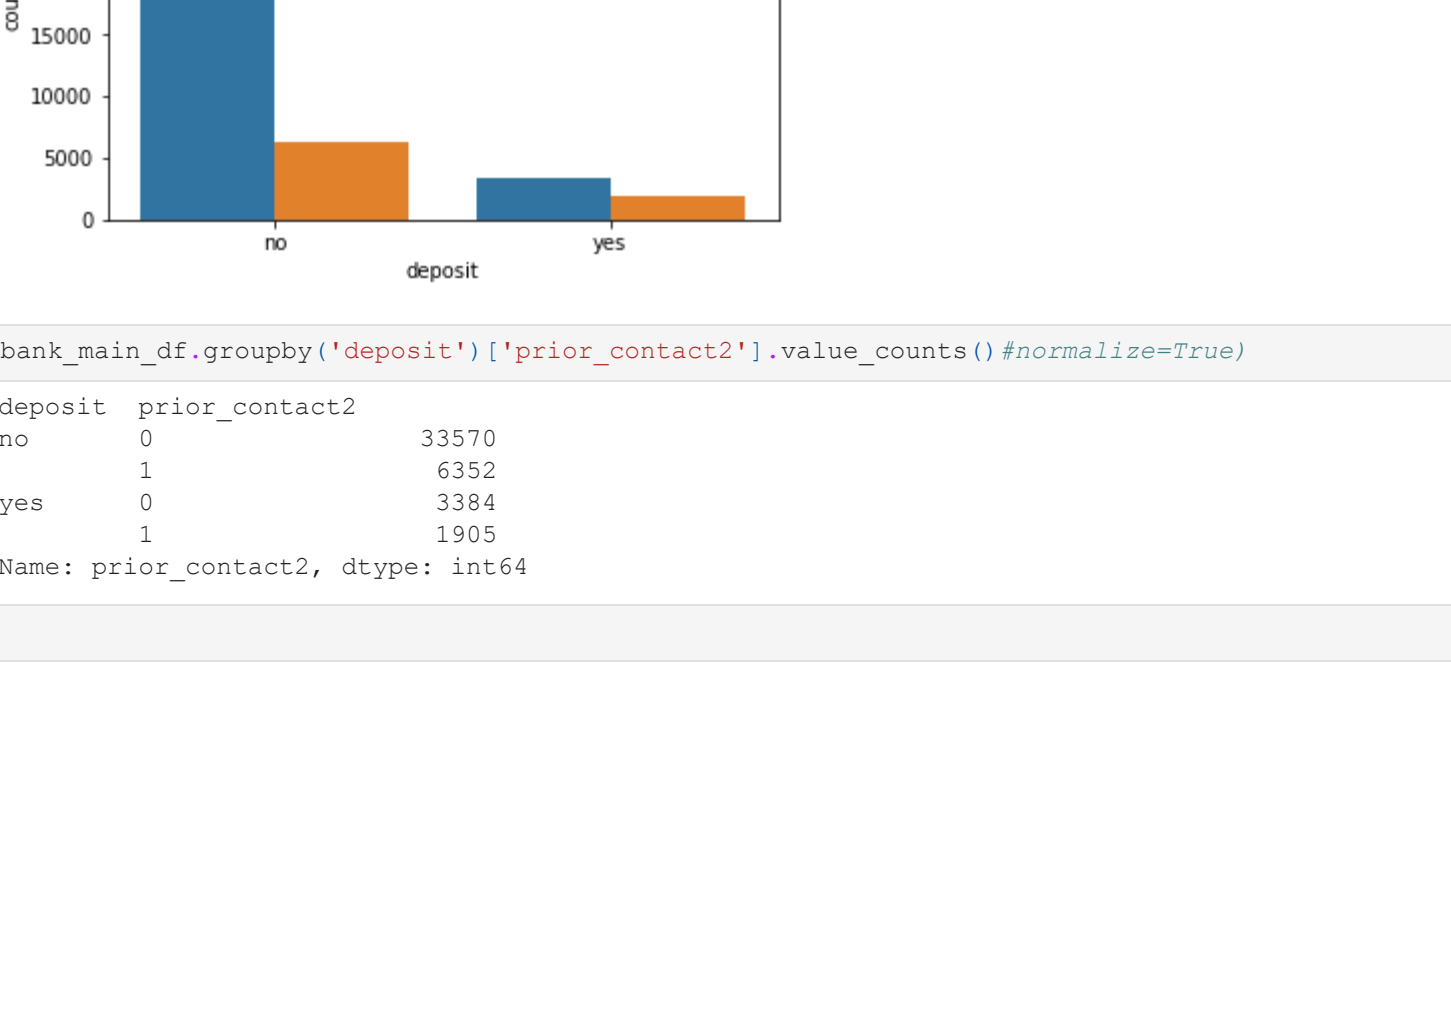 15000
10000
5000
0
no yes
deposit
bank_main_df.groupby('deposit')['prior_contact2'].value_counts()#normalize=True)
deposit  prior_contact2
no       0                 33570
         1                  6352
yes      0                  3384
         1                  1905
Name: prior_contact2, dtype: int64